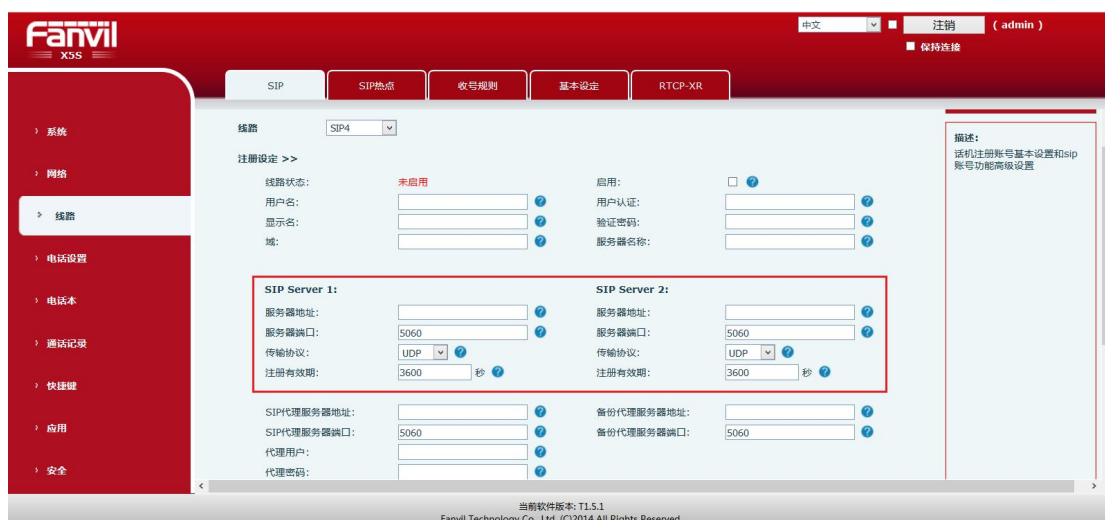 Fanvil
X5S
中文
注销
( admin )
保持连接
SIP
SIP热点
收号规则
基本设定
RTCP-XR
系统
网络
线路
电话设置
电话本
通话记录
快捷键
应用
安全
线路 SIP4
注册设定 >>
线路状态: 未启用 启用:
用户名: 用户认证:
显示名: 验证密码:
域: 服务器名称:
SIP Server 1: SIP Server 2:
服务器地址: 服务器地址:
服务器端口: 5060 服务器端口: 5060
传输协议: UDP 传输协议: UDP
注册有效期: 3600 秒 注册有效期: 3600 秒
SIP代理服务器地址: 备份代理服务器地址:
SIP代理服务器端口: 5060 备份代理服务器端口: 5060
代理用户:
代理密码:
描述:
话机注册账号基本设置和sip
账号功能高级设置
当前软件版本: T1.5.1
Fanvil Technology Co., Ltd. (C)2014 All Rights Reserved.